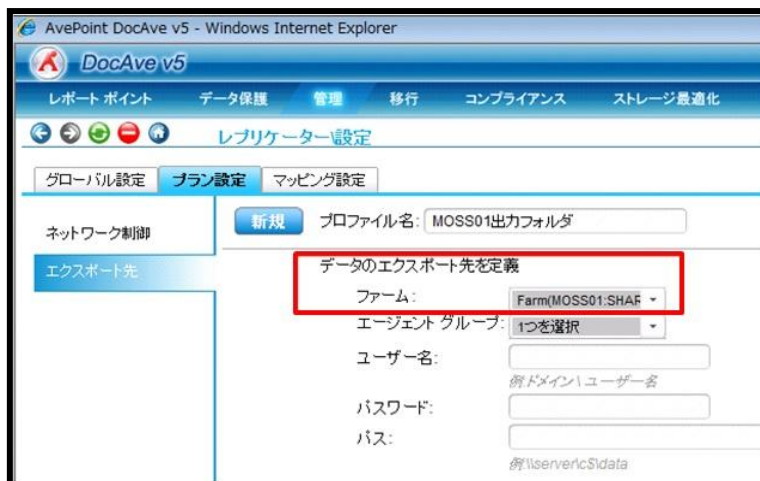 AvePoint DocAve v5 - Windows Internet Explorer
DocAve v5
レポート ポイント データ保護 管理 移行 コンプライアンス ストレージ最適化
レプリケーター\設定
グローバル設定 プラン設定 マッピング設定
ネットワーク制御
エクスポート先
新規 プロファイル名: MOSS01出力フォルダ
データのエクスポート先を定義
ファーム: Farm(MOSS01:SHAR
エージェント グループ: 1つを選択
ユーザー名:
例:ドメイン\ユーザー名
パスワード:
パス:
例:\\server\c$\data